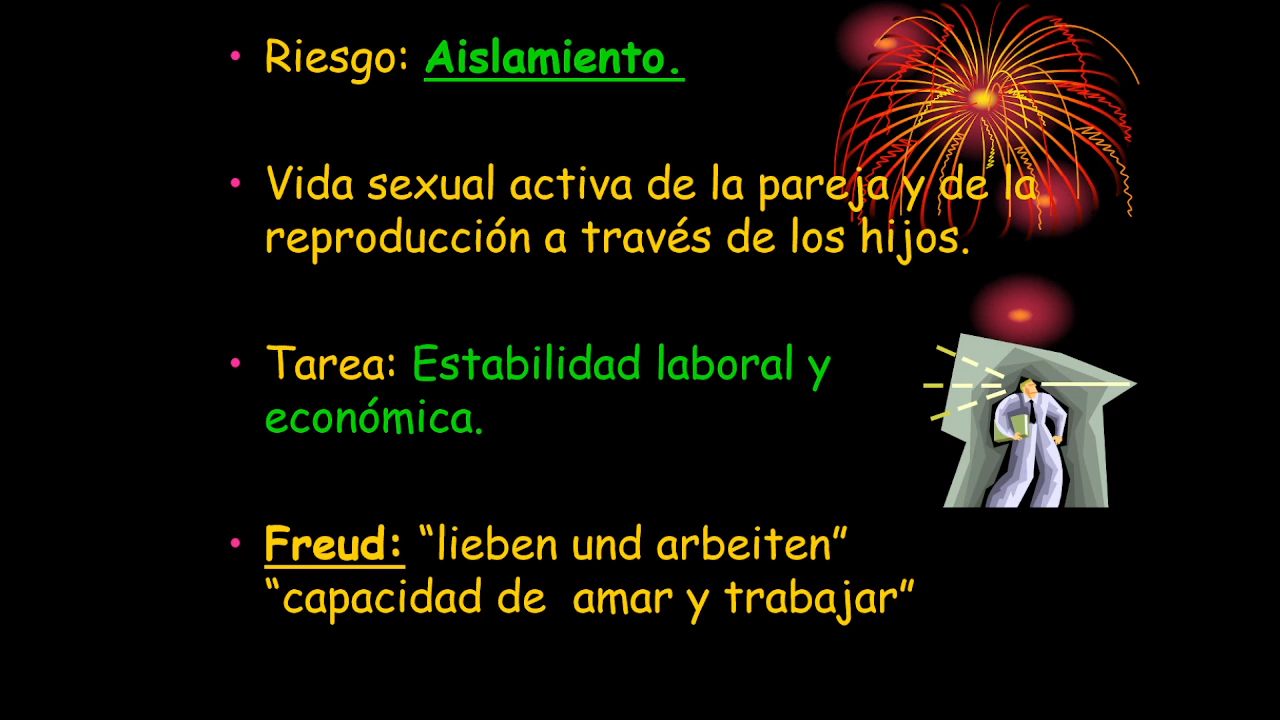 • Riesgo: Aislamiento.
• Vida sexual activa de la pareja y de la
reproducción a través de los hijos.
• Tarea: Estabilidad laboral y
económica.
• Freud: “lieben und arbeiten”
“capacidad de  amar y trabajar”